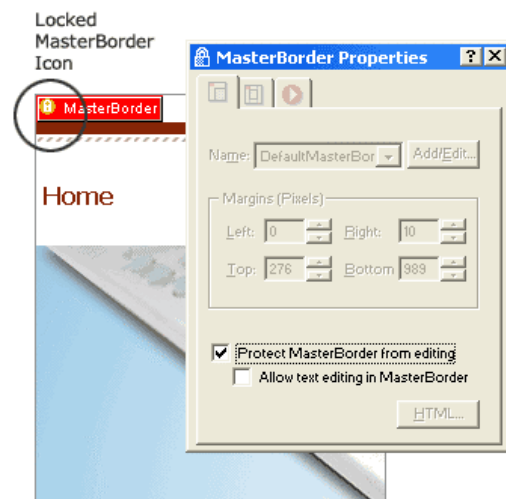 Locked
MasterBorder
Icon
MasterBorder Properties
MasterBorder
Name: DefaultMasterBor Add/Edit...
Home
Margins (Pixels)
Left: 0 Right: 10
Top: 276 Bottom 989
Protect MasterBorder from editing
Allow text editing in MasterBorder
HTML...